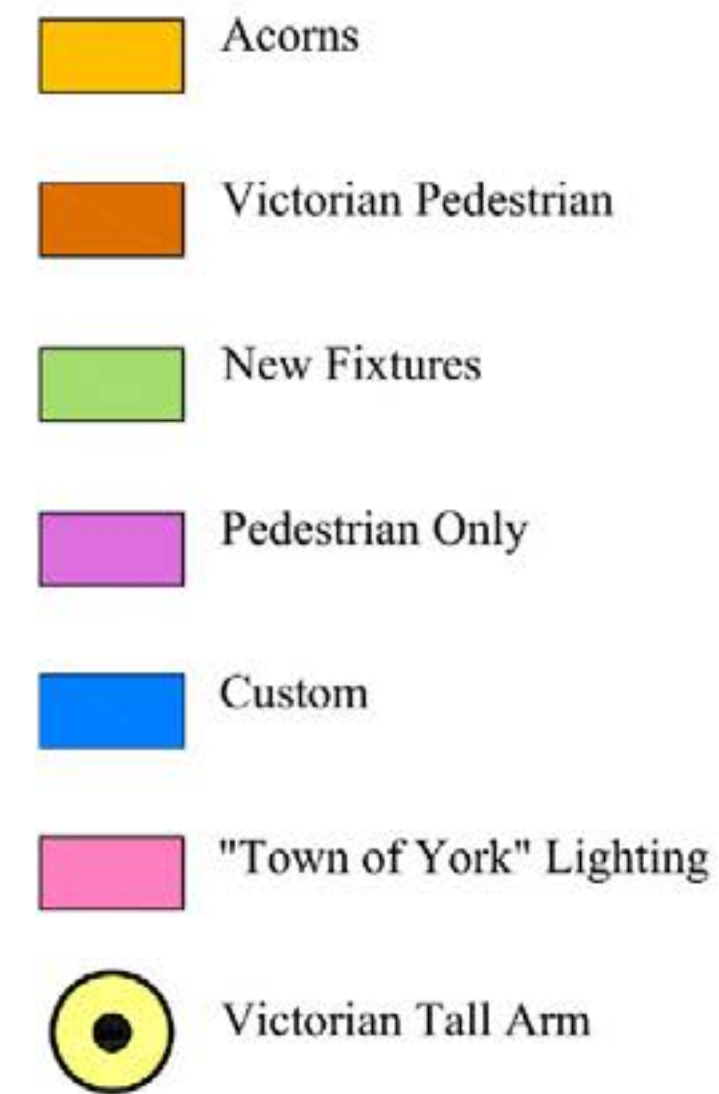 Acorns
Victorian Pedestrian
New Fixtures
Pedestrian Only
Custom
"Town of York" Lighting
Victorian Tall Arm